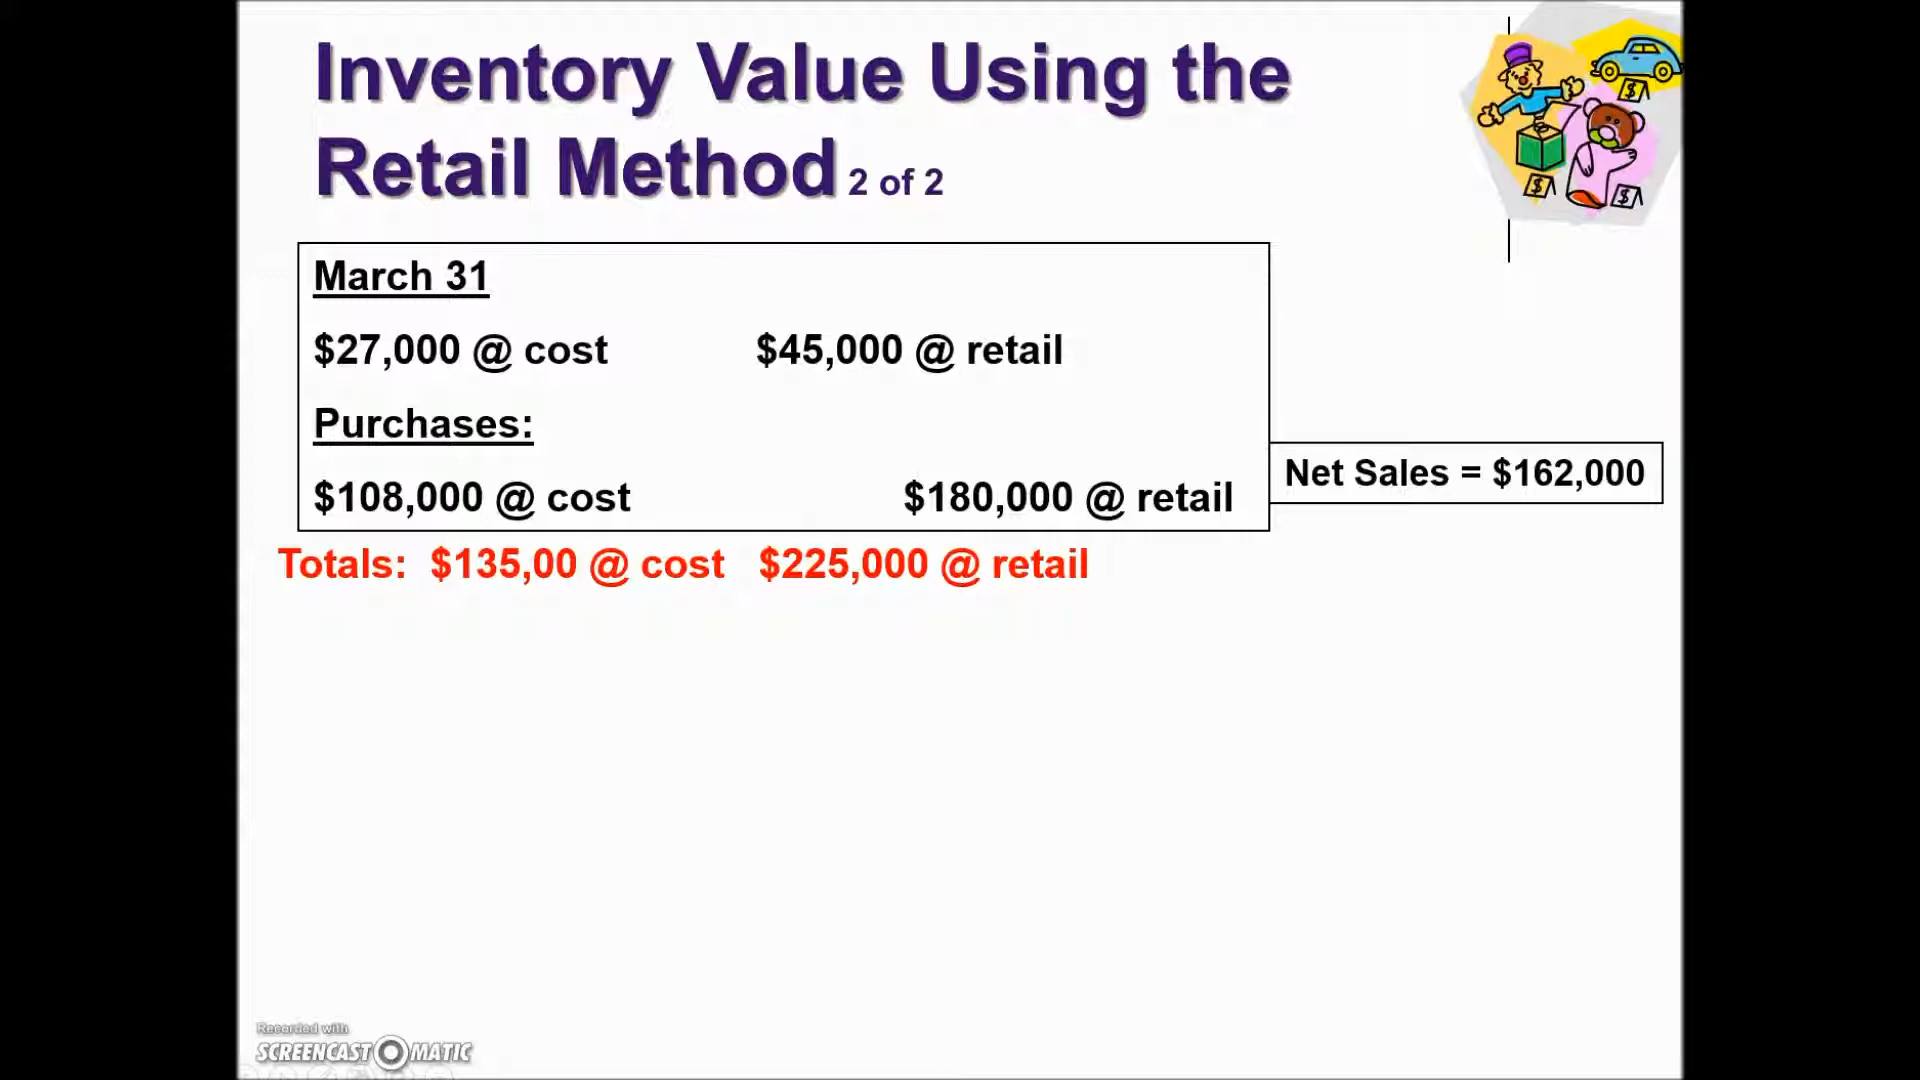 Inventory Value Using the
Retail Method 2 of 2
March 31
$27,000 @ cost $45,000 @ retail
Purchases:
$108,000 @ cost $180,000 @ retail
Net Sales = $162,000
Totals: $135,00 @ cost $225,000 @ retail
$
$
$
Recorded with
SCREENCAST MATIC